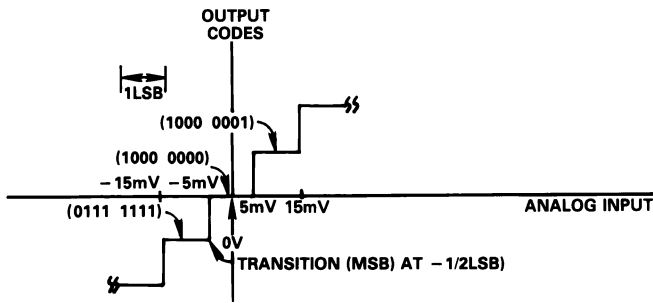 OUTPUT
CODES
1LSB
(1000 0001)
(1000 0000)
−15mV −5mV
5mV 15mV
ANALOG INPUT
(0111 1111)
0V
TRANSITION (MSB) AT −1/2LSB)